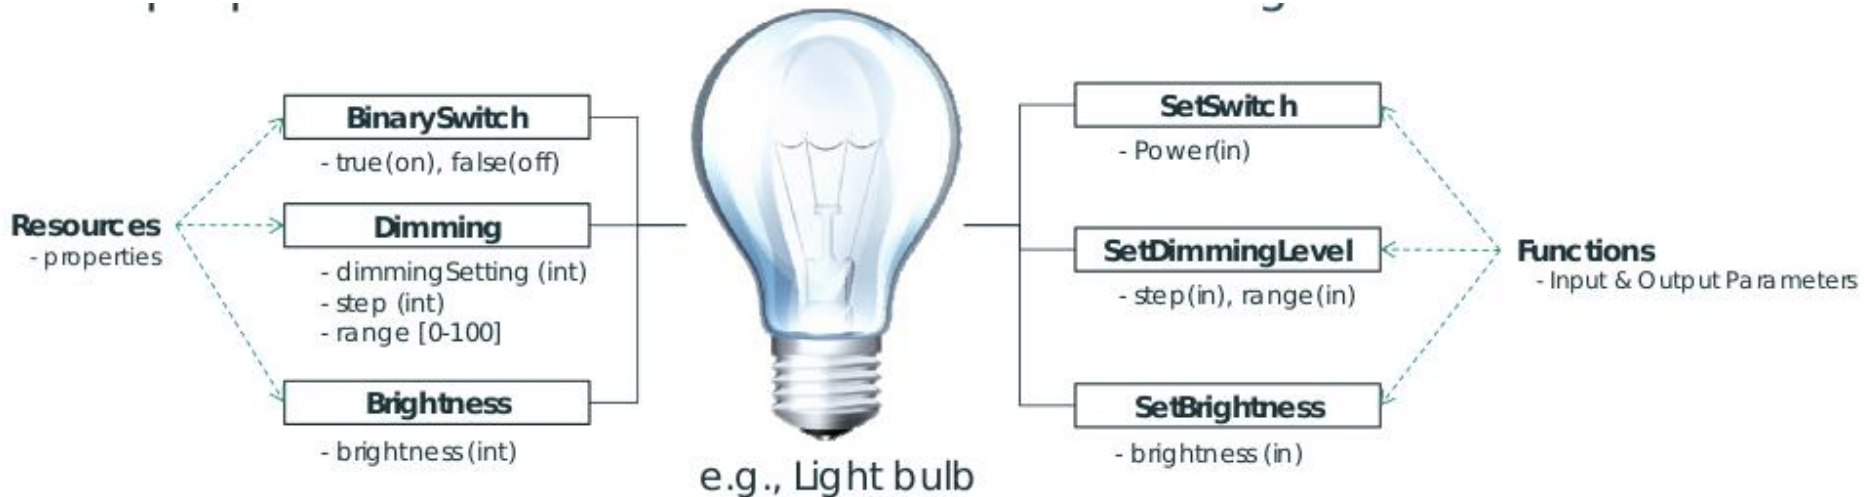 BinarySwitch
- true(on), false(off)
Resources
- properties
Dimming
- dimmingSetting (int)
- step (int)
- range [0-100]
Brightness
- brightness(int)
e.g., Light bulb
SetSwitch
- Power(in)
SetDimmingLevel
- step(in), range(in)
SetBrightness
- brightness (in)
Functions
- Input & Output Parameters